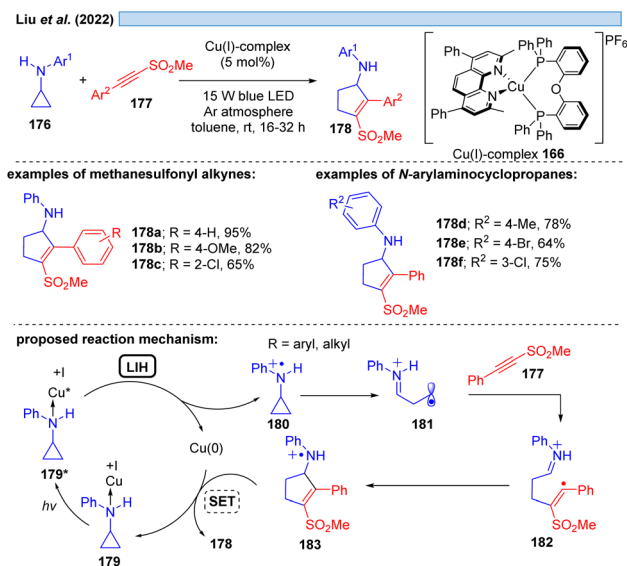 Liu et al. (2022)
H
N
Ar1
176
+
Ar2
SO2Me
177
Cu(I)-complex
(5 mol%)
15 W blue LED
Ar atmosphere
toluene, rt, 16-32 h
Ar1
NH
Ar2
SO2Me
178
Ph
Ph
Ph
Ph
N
N
Cu
P
P
O
Ph
Me
Ph
Ph
PF6
Cu(I)-complex 166
examples of methanesulfonyl alkynes:
Ph
NH
R
SO2Me
178a; R = 4-H, 95%
178b; R = 4-OMe, 82%
178c; R = 2-Cl, 65%
examples of N-arylaminocyclopropanes:
R2
NH
Ph
SO2Me
178d; R2 = 4-Me, 78%
178e; R2 = 4-Br, 64%
178f; R2 = 3-Cl, 75%
proposed reaction mechanism:
R = aryl, alkyl
+I
Cu*
Ph
N
H
179*
LIH
Ph
+•
N
H
180
Ph
+
NH
181
SO2Me
Ph
177
Cu(0)
+I
Cu
Ph
N
H
179
hv
SET
178
Ph
+•
NH
Ph
SO2Me
183
Ph
+
NH
Ph
SO2Me
182